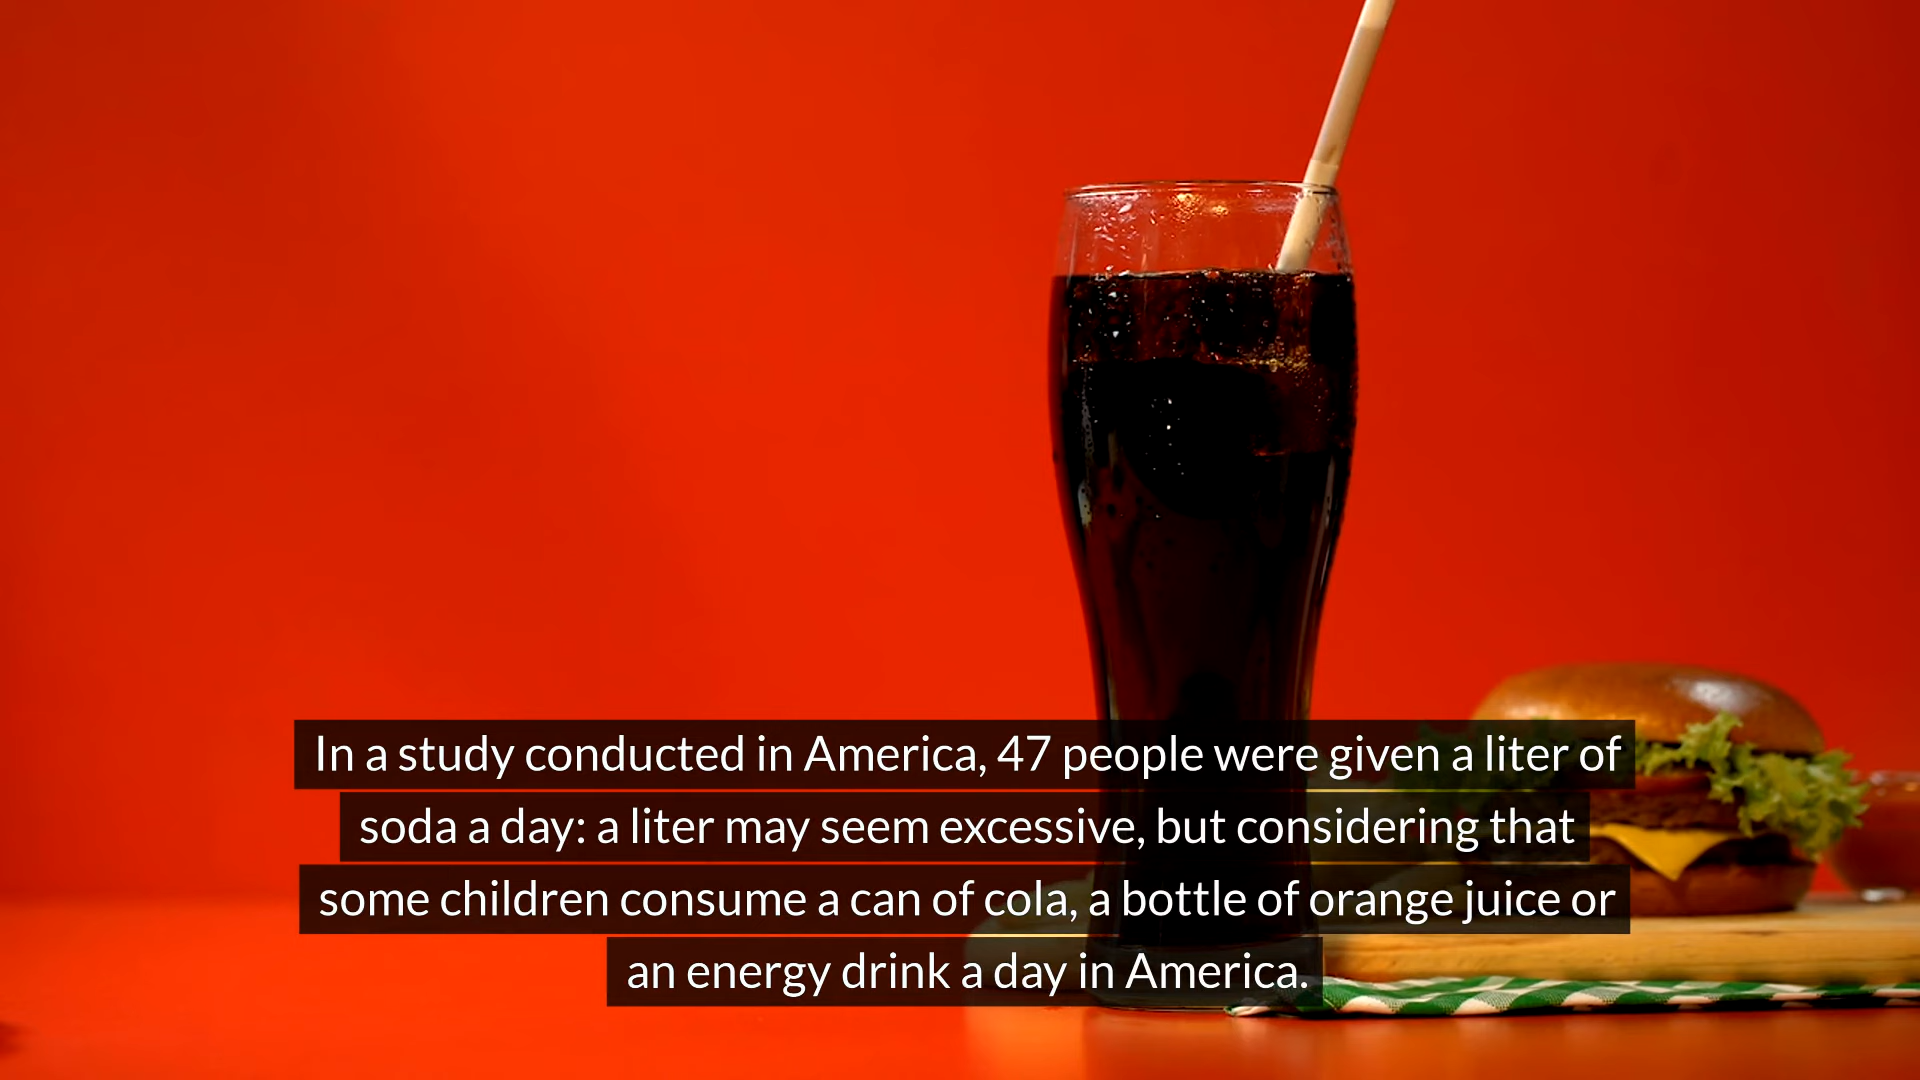 In a study conducted in America, 47 people were given a liter of
soda a day: a liter may seem excessive, but considering that
some children consume a can of cola, a bottle of orange juice or
an energy drink a day in America.